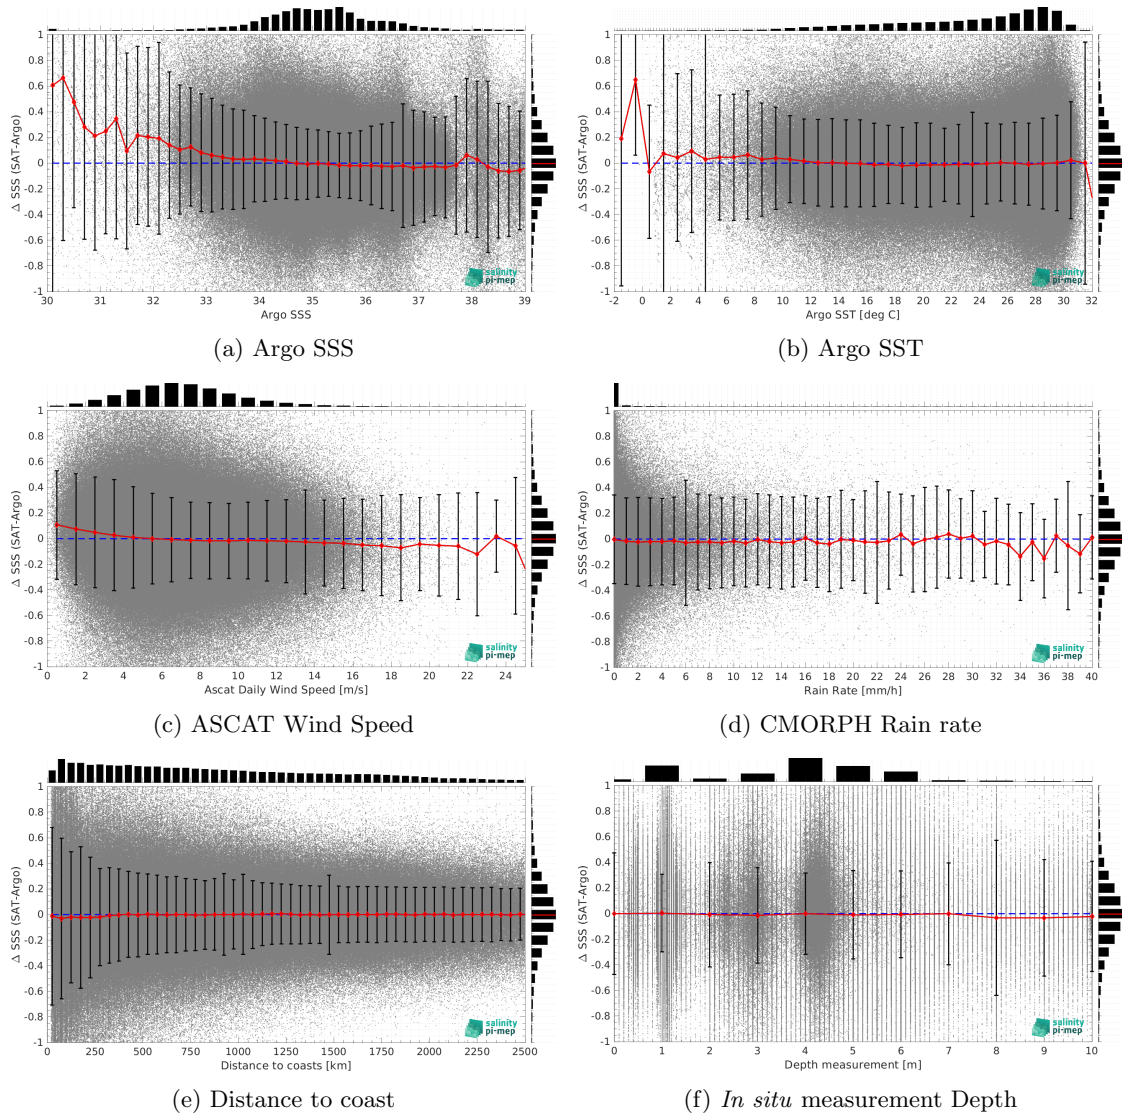 1
0.8
0.6
0.4
0.2
0
-0.2
-0.4
-0.6
-0.8
-1
Δ SSS (SAT-Argo)
salinity
pi-mep
30 31 32 33 34 35 36 37 38 39
Argo SSS
(a) Argo SSS
1
0.8
0.6
0.4
0.2
0
-0.2
-0.4
-0.6
-0.8
-1
Δ SSS (SAT-Argo)
salinity
pi-mep
-2 0 2 4 6 8 10 12 14 16 18 20 22 24 26 28 30 32
Argo SST [deg C]
(b) Argo SST
1
0.8
0.6
0.4
0.2
0
-0.2
-0.4
-0.6
-0.8
-1
Δ SSS (SAT-Argo)
salinity
pi-mep
0 2 4 6 8 10 12 14 16 18 20 22 24
Ascat Daily Wind Speed [m/s]
(c) ASCAT Wind Speed
1
0.8
0.6
0.4
0.2
0
-0.2
-0.4
-0.6
-0.8
-1
Δ SSS (SAT-Argo)
salinity
pi-mep
0 2 4 6 8 10 12 14 16 18 20 22 24 26 28 30 32 34 36 38 40
Rain Rate [mm/h]
(d) CMORPH Rain rate
1
0.8
0.6
0.4
0.2
0
-0.2
-0.4
-0.6
-0.8
-1
Δ SSS (SAT-Argo)
salinity
pi-mep
0 250 500 750 1000 1250 1500 1750 2000 2250 2500
Distance to coasts [km]
(e) Distance to coast
1
0.8
0.6
0.4
0.2
0
-0.2
-0.4
-0.6
-0.8
-1
Δ SSS (SAT-Argo)
salinity
pi-mep
0 1 2 3 4 5 6 7 8 9 10
Depth measurement [m]
(f) In situ measurement Depth